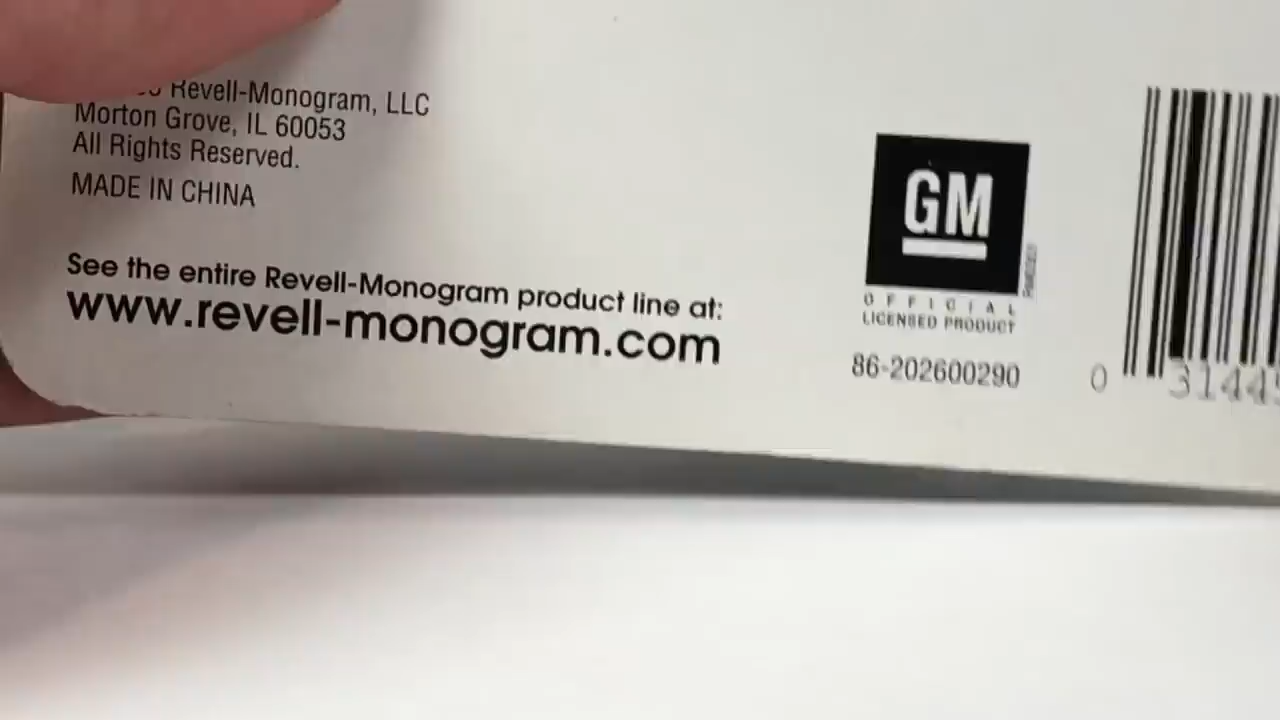 Revell-Monogram, LLC
Morton Grove, IL 60053
All Rights Reserved.
MADE IN CHINA
See the entire Revell-Monogram product line at:
www.revell-monogram.com
GM
OFFICIAL
LICENSED PRODUCT
86-202600290
0 3144